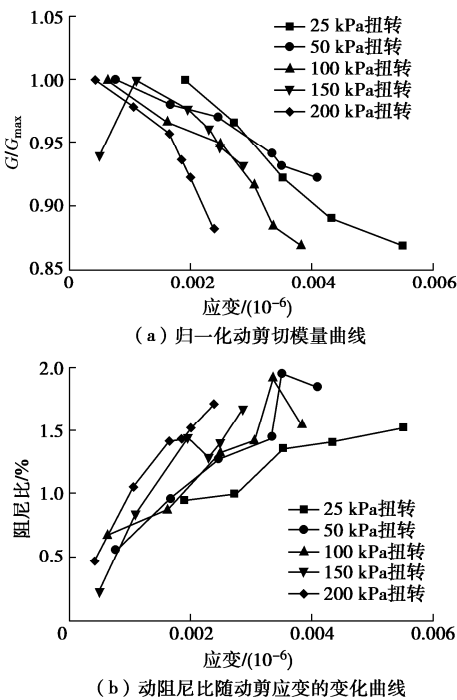 1.05
1.00
0.95
0.90
0.85
G/Gmax
25 kPa扭转
50 kPa扭转
100 kPa扭转
150 kPa扭转
200 kPa扭转
0 0.002 0.004 0.006
应变/(10⁻⁶)
(a)归一化动剪切模量曲线
2.0
1.5
1.0
0.5
阻尼比/%
25 kPa扭转
50 kPa扭转
100 kPa扭转
150 kPa扭转
200 kPa扭转
0 0.002 0.004 0.006
应变/(10⁻⁶)
(b)动阻尼比随动剪应变的变化曲线